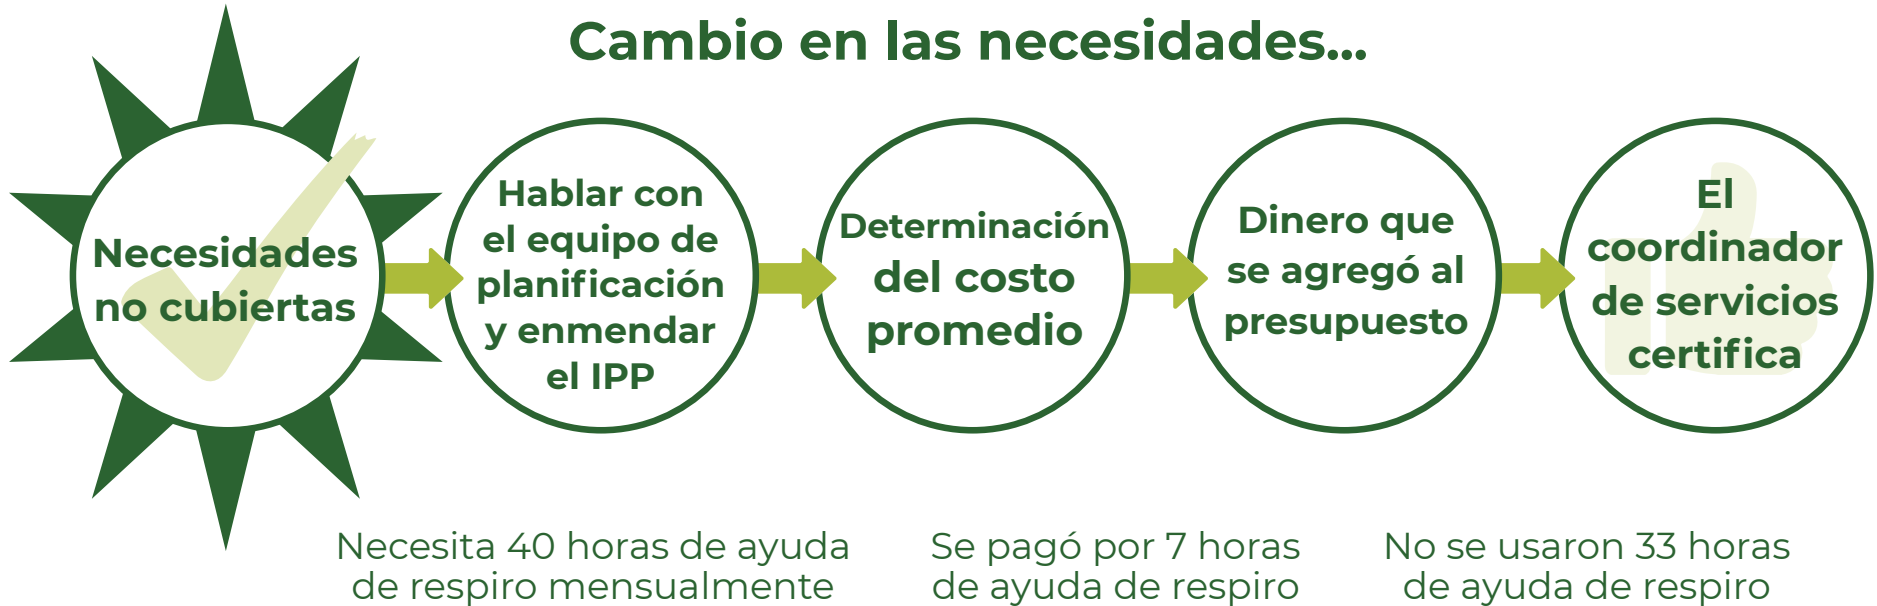 Cambio en las necesidades...
Necesidades
no cubiertas
Hablar con
el equipo de
planificación
y enmendar
el IPP
Determinación
del costo
promedio
Dinero que
se agregó al
presupuesto
El
coordinador
de servicios
certifica
Necesita 40 horas de ayuda
de respiro mensualmente
Se pagó por 7 horas
de ayuda de respiro
No se usaron 33 horas
de ayuda de respiro